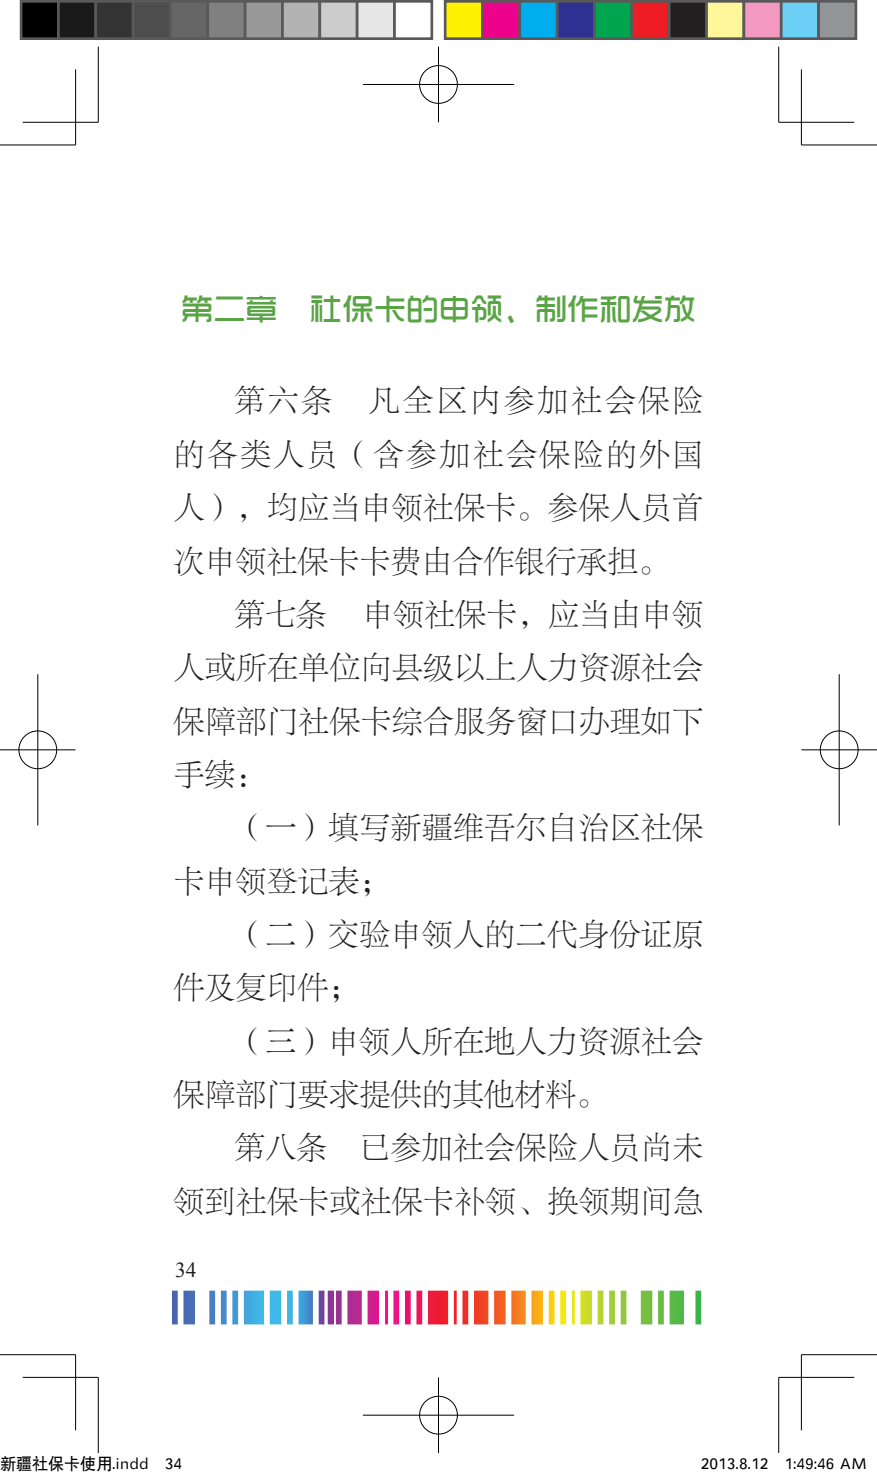 第二章　社保卡的申领、制作和发放
第六条　凡全区内参加社会保险
的各类人员（含参加社会保险的外国
人），均应当申领社保卡。参保人员首
次申领社保卡卡费由合作银行承担。
第七条　申领社保卡，应当由申领
人或所在单位向县级以上人力资源社会
保障部门社保卡综合服务窗口办理如下
手续：
（一）填写新疆维吾尔自治区社保
卡申领登记表；
（二）交验申领人的二代身份证原
件及复印件；
（三）申领人所在地人力资源社会
保障部门要求提供的其他材料。
第八条　已参加社会保险人员尚未
领到社保卡或社保卡补领、换领期间急
34
新疆社保卡使用.indd 34
2013.8.12 1:49:46 AM